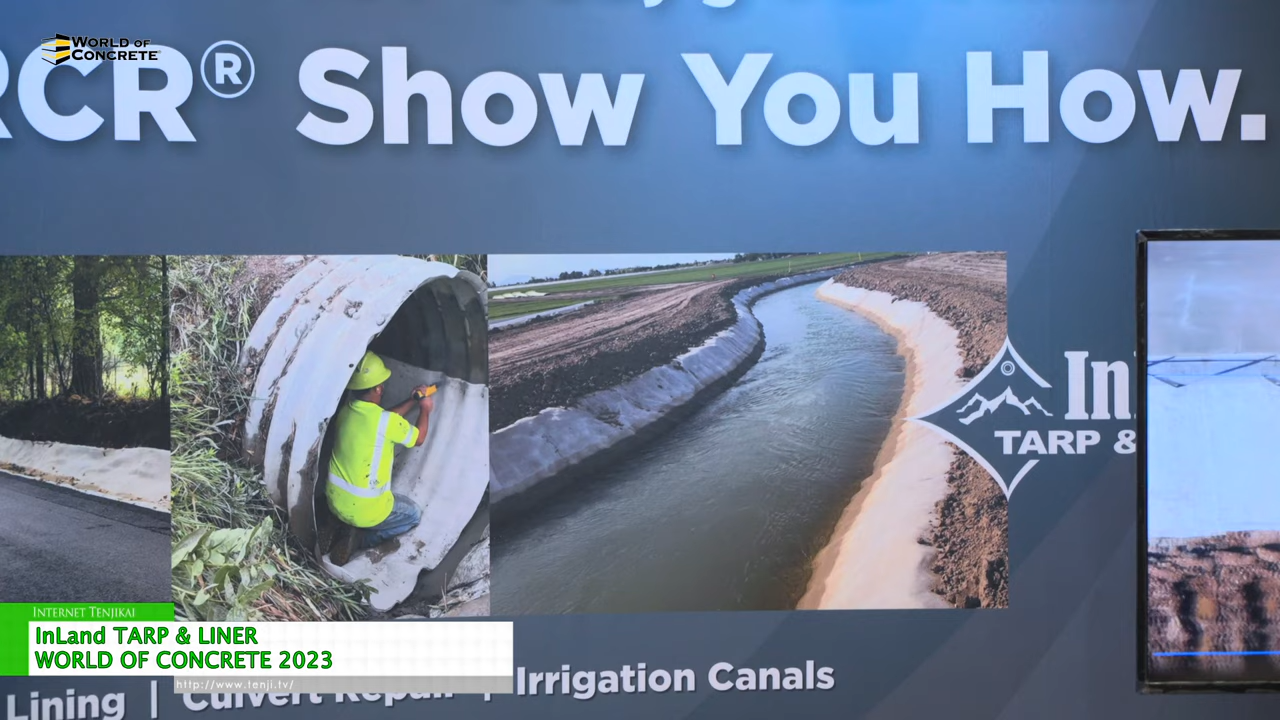 WORLD OF
CONCRETE
RCR® Show You How.
In
TARP &
INTERNET TENJIKAI
InLand TARP & LINER
WORLD OF CONCRETE 2023
http://www.tenji.tv/
Lining | Culvert Repair | Irrigation Canals